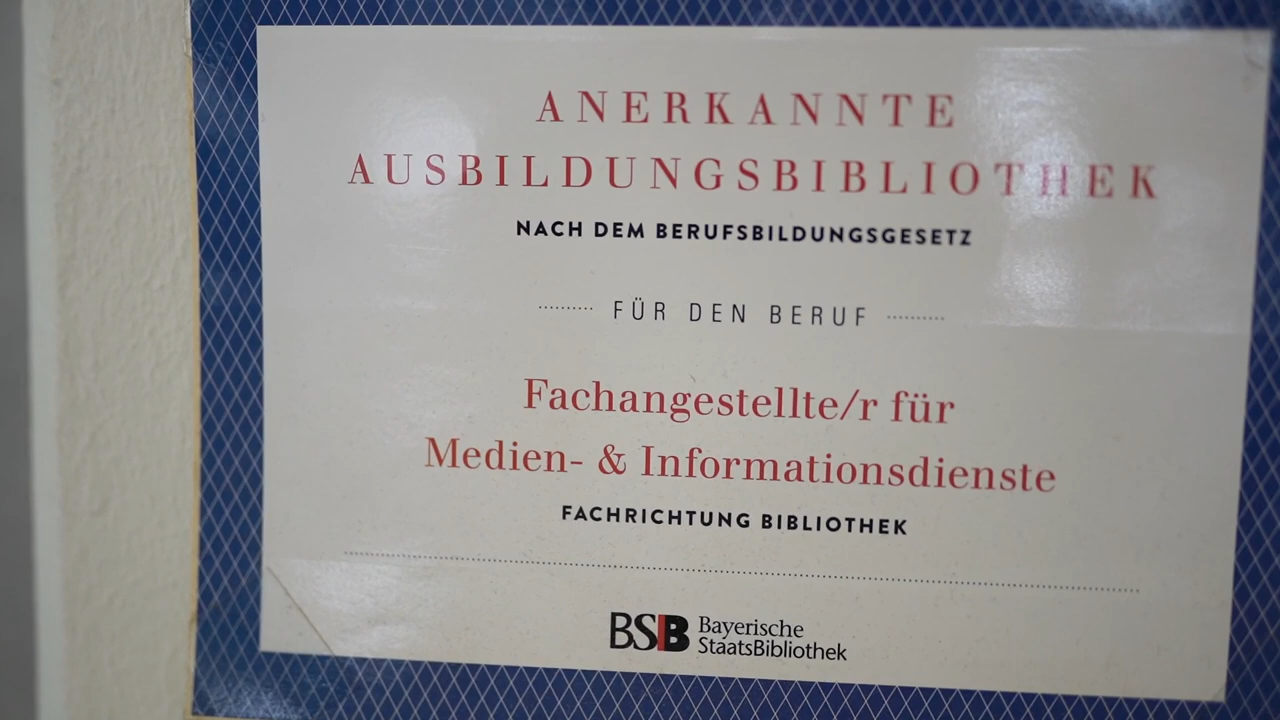 ANERKANNTE
AUSBILDUNGSBIBLIOTHEK
NACH DEM BERUFSBILDUNGSGESETZ
FÜR DEN BERUF
Fachangestellte/r für
Medien- & Informationsdienste
FACHRICHTUNG BIBLIOTHEK
BSB Bayerische
StaatsBibliothek